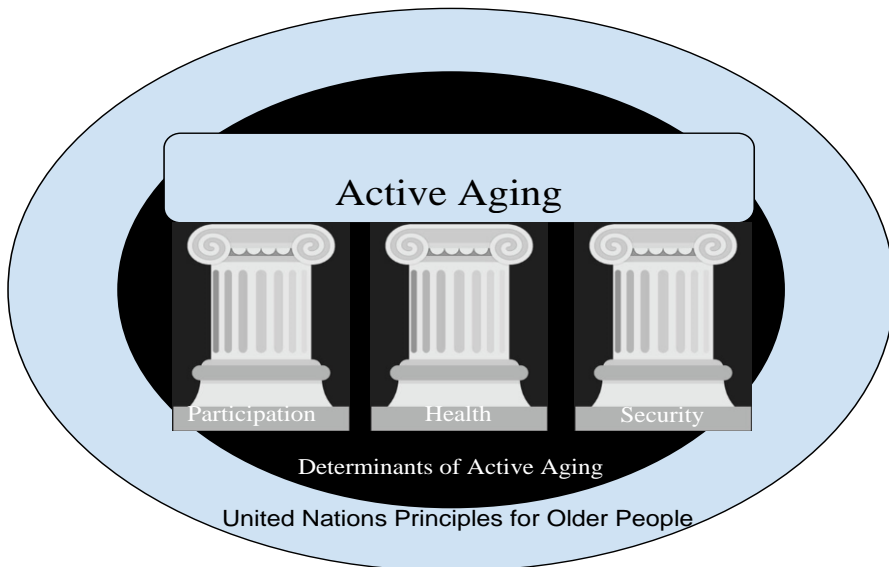 Active Aging
Participation Health Security
Determinants of Active Aging
United Nations Principles for Older People